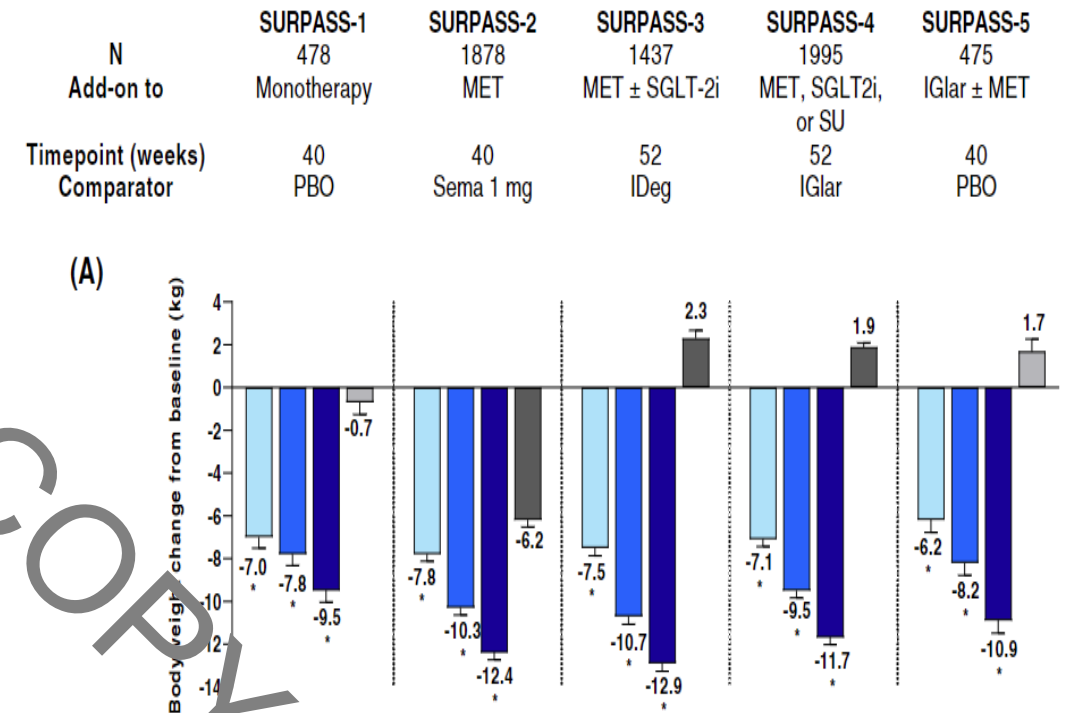 SURPASS-1 SURPASS-2 SURPASS-3 SURPASS-4 SURPASS-5
N 478 1878 1437 1995 475
Add-on to Monotherapy MET MET ± SGLT-2i MET, SGLT2i, IGlar ± MET
or SU
Timepoint (weeks) 40 40 52 52 40
Comparator PBO Sema 1 mg IDeg IGlar PBO
(A)
Body weight change from baseline (kg)
4
2
0
-2
-4
-6
-8
-10
-12
-14
-7.0 * -7.8 * -9.5 * -0.7
-7.8 * -10.3 * -12.4 * -6.2
-7.5 * -10.7 * -12.9 * 2.3
-7.1 * -9.5 * -11.7 * 1.9
-6.2 * -8.2 * -10.9 * 1.7
COPY